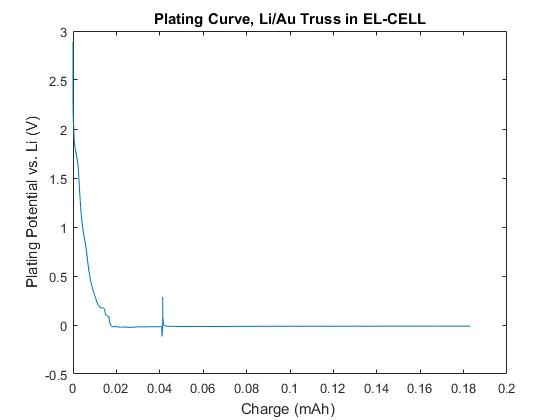 Plating Curve, Li/Au Truss in EL-CELL
3
2.5
2
1.5
1
0.5
0
-0.5
Plating Potential vs. Li (V)
0 0.02 0.04 0.06 0.08 0.1 0.12 0.14 0.16 0.18 0.2
Charge (mAh)